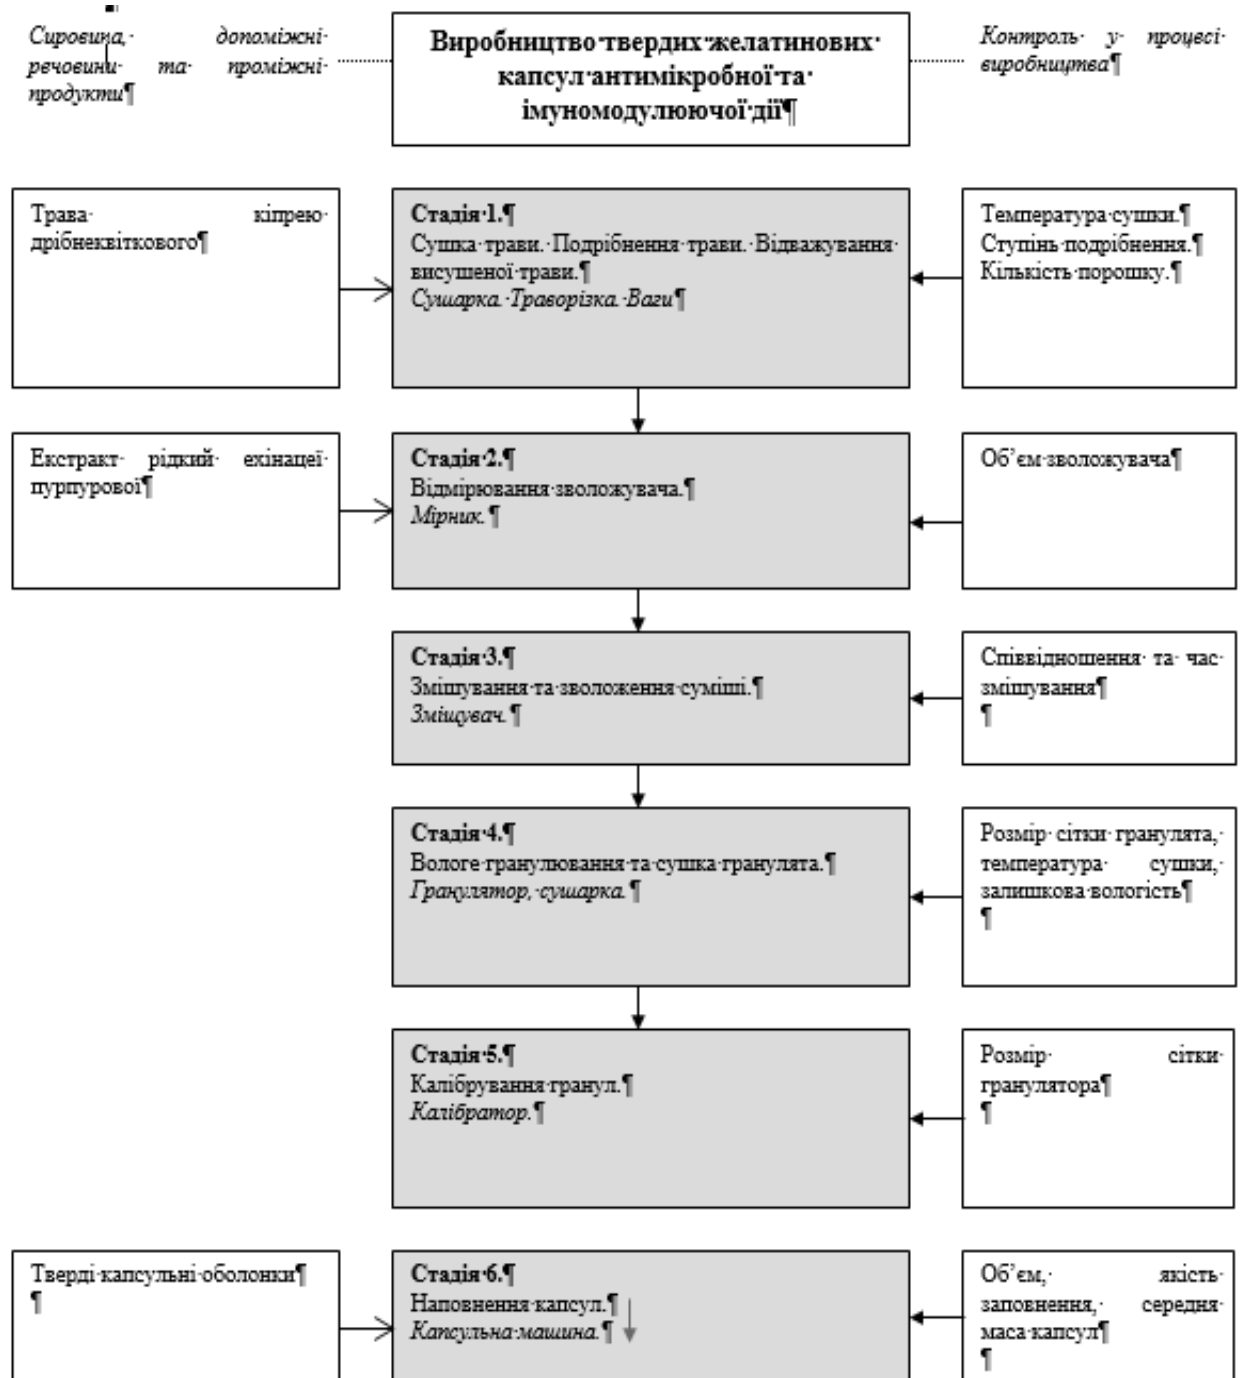 Сировина, допоміжні
речовини та проміжні
продукти¶
Виробництво·твердих·желатинових·
капсул·антимікробної·та·
імуномодулюючої·дії¶
Контроль· у· процесі·
виробництва¶
Трава· кіпрею·
дрібнеквіткового¶
Стадія·1.¶
Сушка·трави.·Подрібнення·трави.·Відважування·
висушеної·трави.¶
Сушарка.·Траворізка.·Ваги¶
Температура·сушки.¶
Ступінь·подрібнення.¶
Кількість·порошку.¶
Екстракт· рідкий· ехінацеї·
пурпурової¶
Стадія·2.¶
Відмірювання·зволожувача.¶
Мірник.¶
Об’єм·зволожувача¶
Стадія·3.¶
Змішування·та·зволоження·суміші.¶
Зміщувач.¶
Співвідношення· та· час·
змішування¶
¶
Стадія·4.¶
Вологе·гранулювання·та·сушка·гранулята.¶
Гранулятор,·сушарка.¶
Розмір· сітки· гранулята,·
температура· сушки,·
залишкова·вологість¶
¶
Стадія·5.¶
Калібрування·гранул.¶
Калібратор.¶
Розмір· сітки·
гранулятора¶
¶
Тверді·капсульні·оболонки¶
¶
Стадія·6.¶
Наповнення·капсул.¶
Капсульна·машина.¶
Об’єм,· якість·
заповнення,· середня·
маса·капсул¶
¶